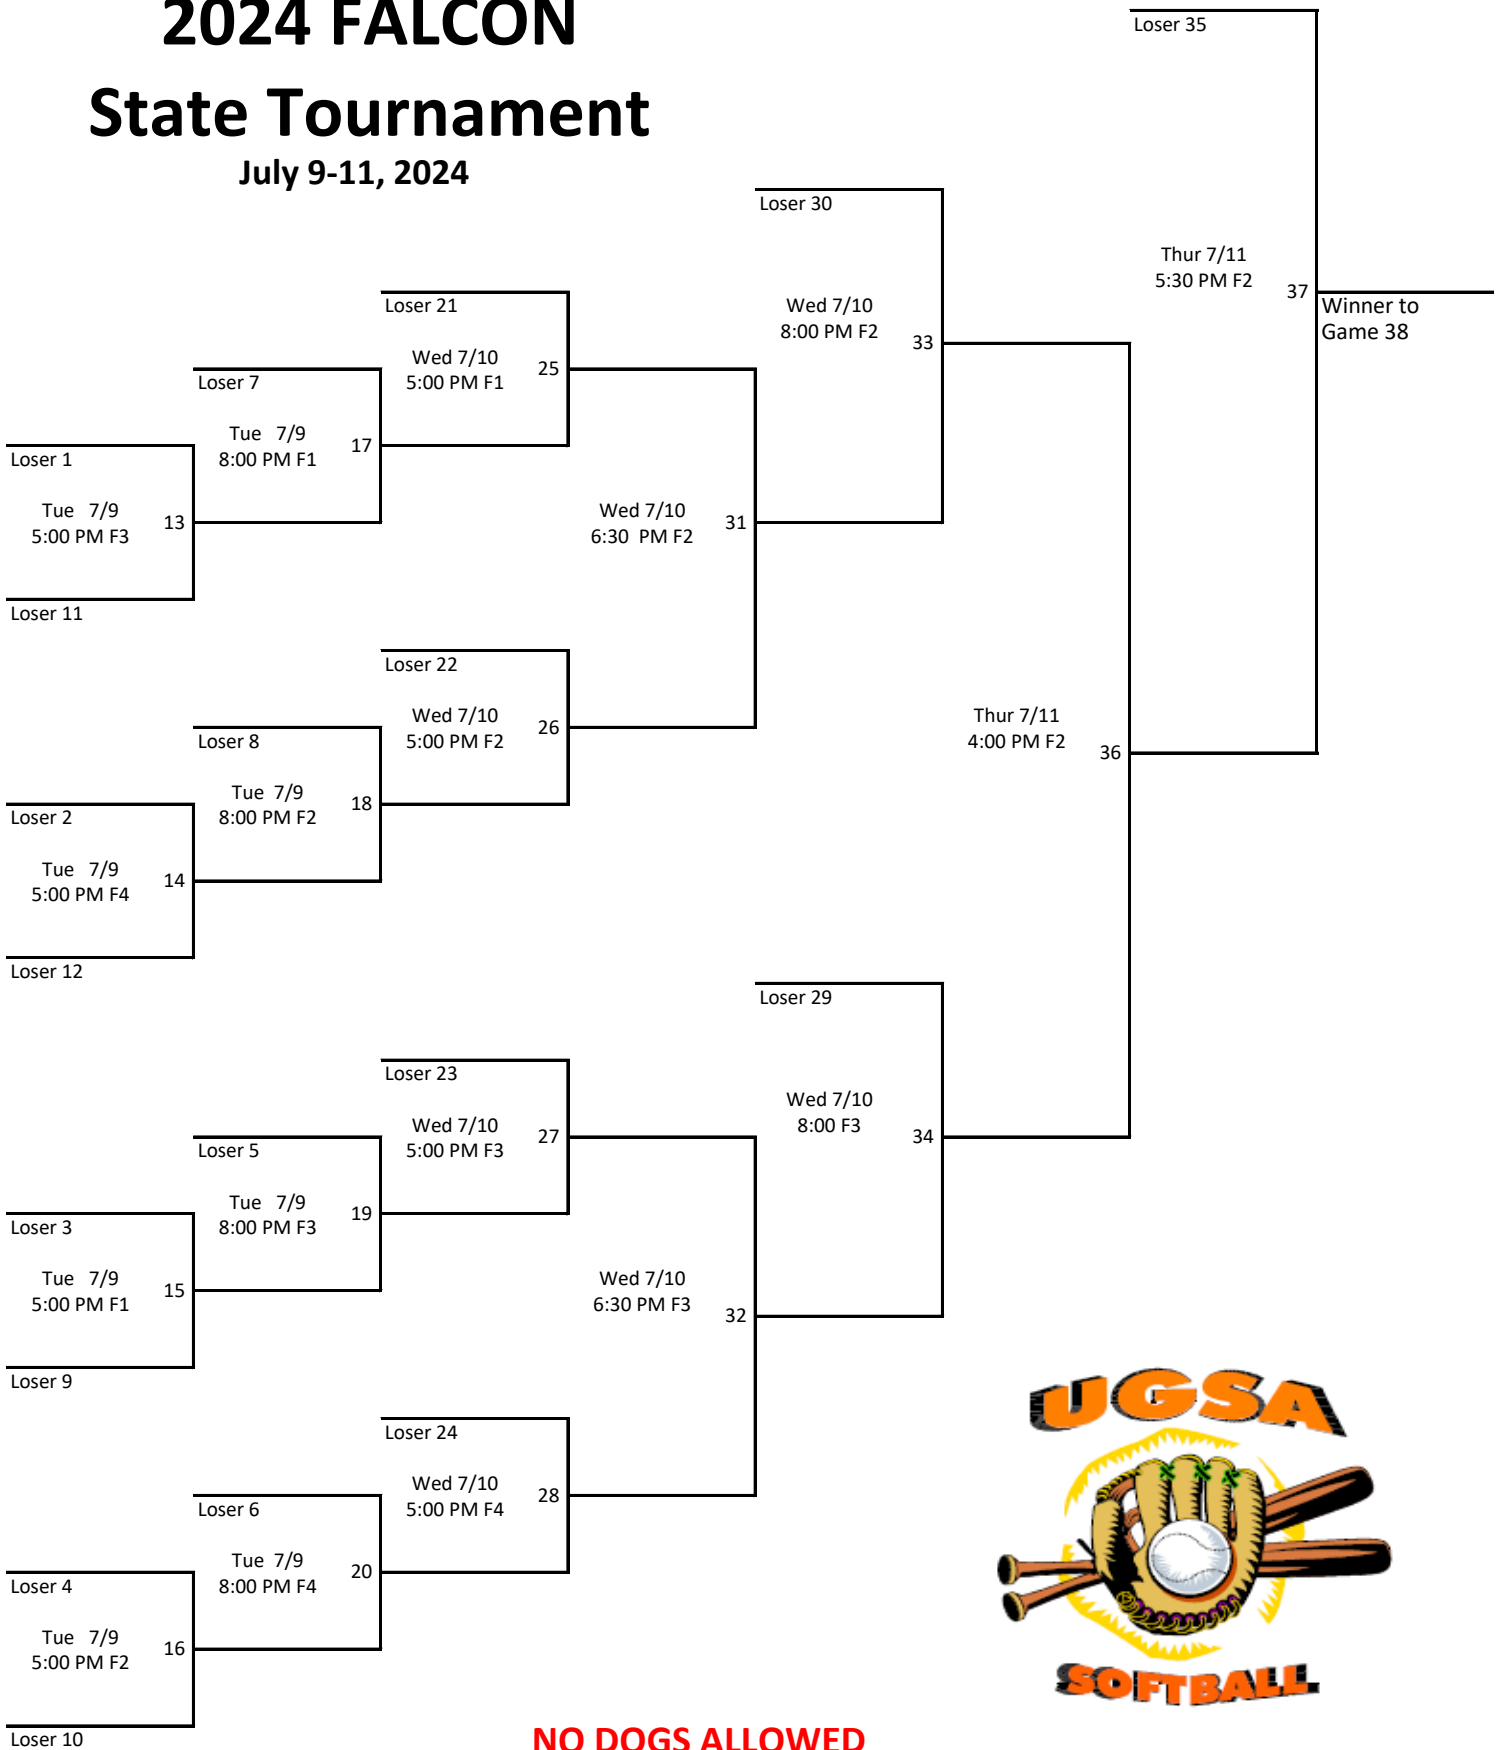 2024 FALCON
State Tournament
July 9-11, 2024
Loser 35
Thur 7/11
5:30 PM F2
37
Winner to
Game 38
Loser 30
Wed 7/10
8:00 PM F2
33
Loser 21
Wed 7/10
5:00 PM F1
25
Loser 7
Tue 7/9
8:00 PM F1
17
Loser 1
Tue 7/9
5:00 PM F3
13
Loser 11
Wed 7/10
6:30 PM F2
31
Loser 22
Wed 7/10
5:00 PM F2
26
Loser 8
Tue 7/9
8:00 PM F2
18
Loser 2
Tue 7/9
5:00 PM F4
14
Loser 12
Thur 7/11
4:00 PM F2
36
Loser 29
Wed 7/10
8:00 F3
34
Loser 23
Wed 7/10
5:00 PM F3
27
Loser 5
Tue 7/9
8:00 PM F3
19
Loser 3
Tue 7/9
5:00 PM F1
15
Loser 9
Wed 7/10
6:30 PM F3
32
Loser 24
Wed 7/10
5:00 PM F4
28
Loser 6
Tue 7/9
8:00 PM F4
20
Loser 4
Tue 7/9
5:00 PM F2
16
Loser 10
UGSA
SOFTBALL
NO DOGS ALLOWED